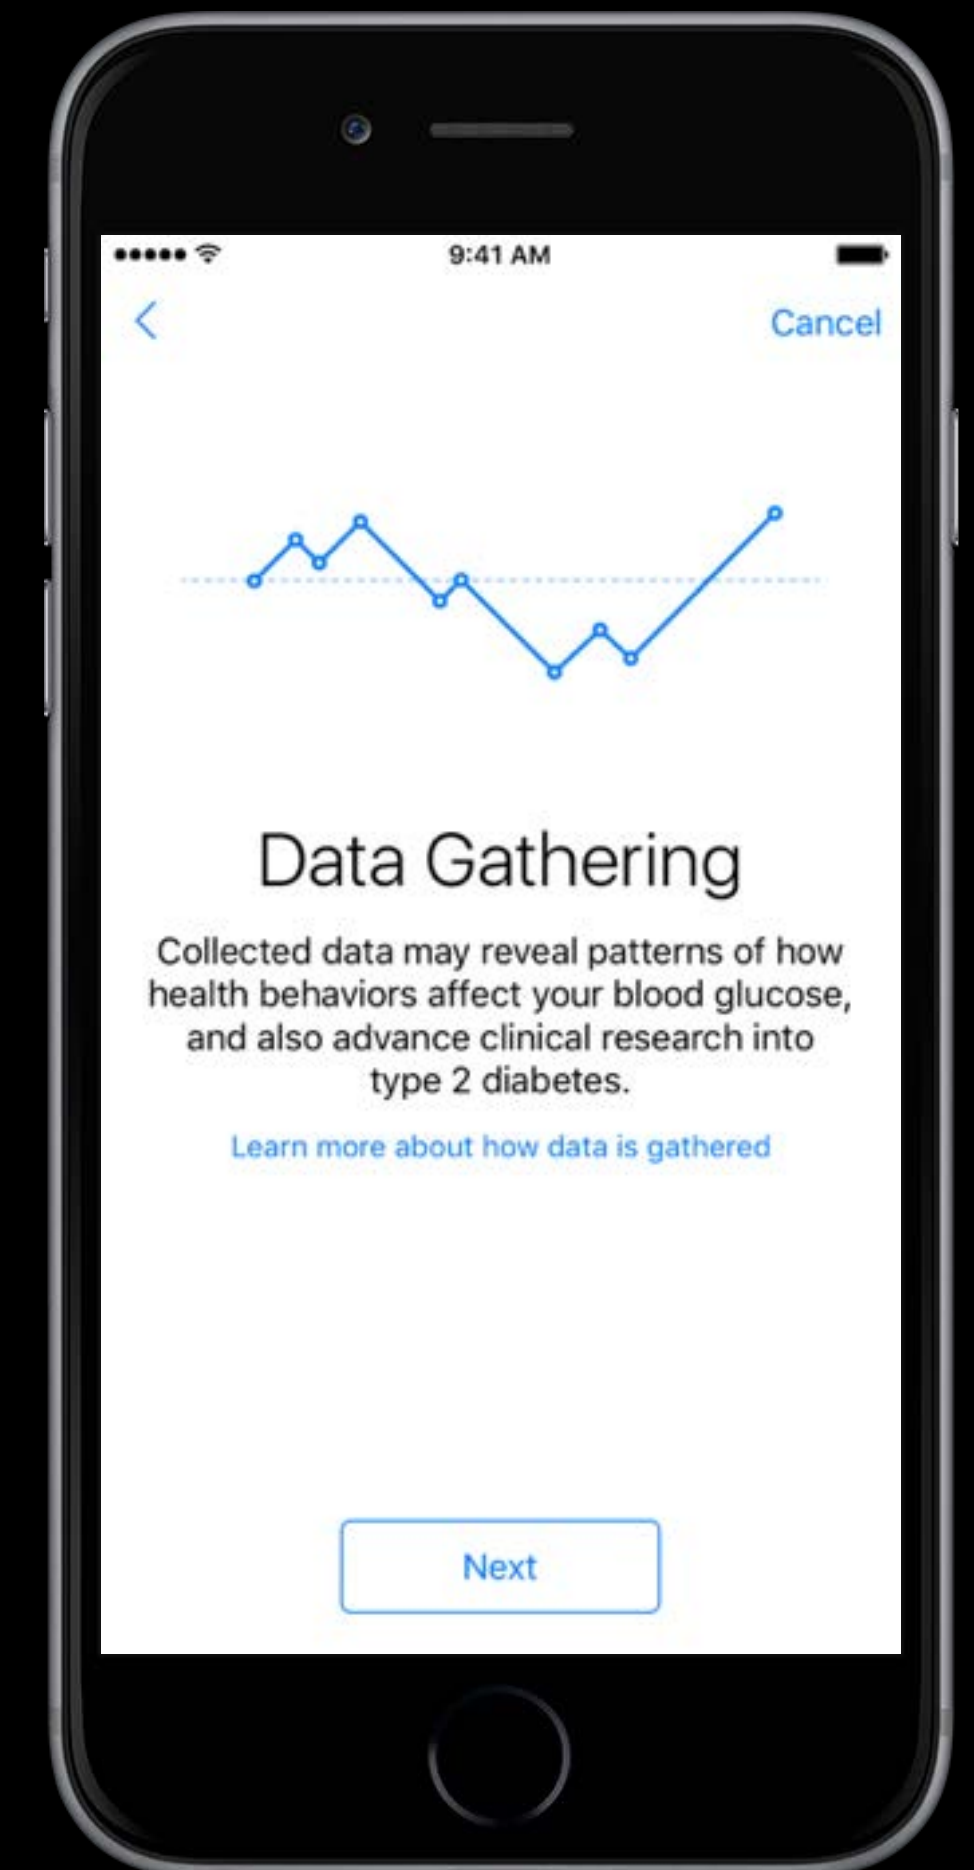 9:41 AM
Cancel
Data Gathering
Collected data may reveal patterns of how
health behaviors affect your blood glucose,
and also advance clinical research into
type 2 diabetes.
Learn more about how data is gathered
Next